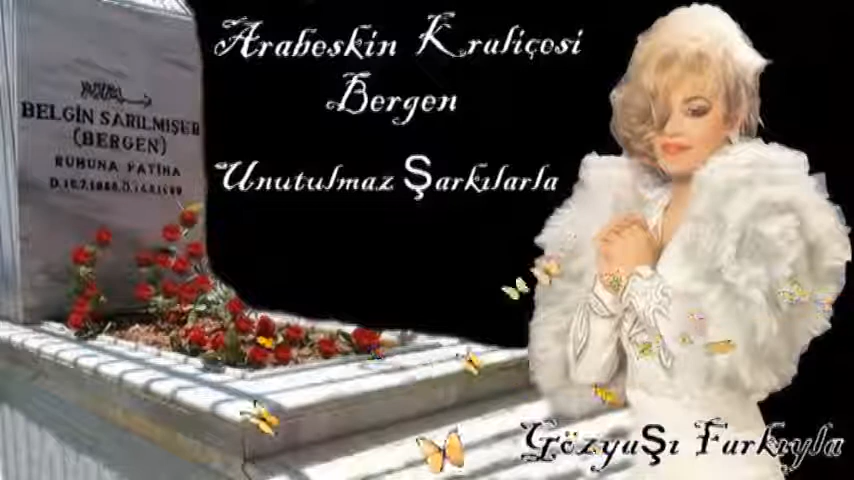 BELGİN SARILMIŞER
(BERGEN)
RUHUNA FATİHA
Arabeskin Kraliçesi
Bergen
Unutulmaz Şarkılarla
GözyaŞı Farkıyla